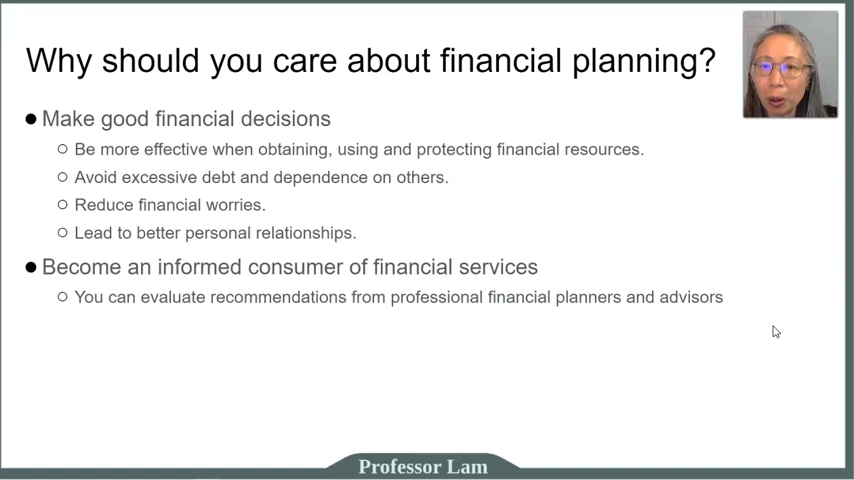 Why should you care about financial planning?
Make good financial decisions
Be more effective when obtaining, using and protecting financial resources.
Avoid excessive debt and dependence on others.
Reduce financial worries.
Lead to better personal relationships.
Become an informed consumer of financial services
You can evaluate recommendations from professional financial planners and advisors
Professor Lam